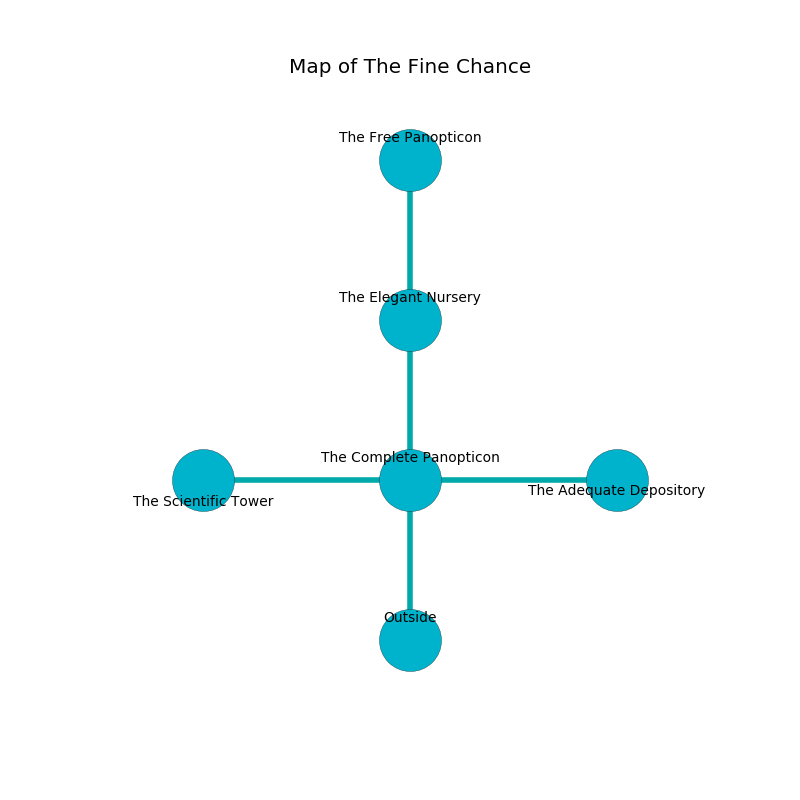 Map of The Fine Chance
The Free Panopticon
The Elegant Nursery
The Complete Panopticon
The Scientific Tower
The Adequate Depository
Outside